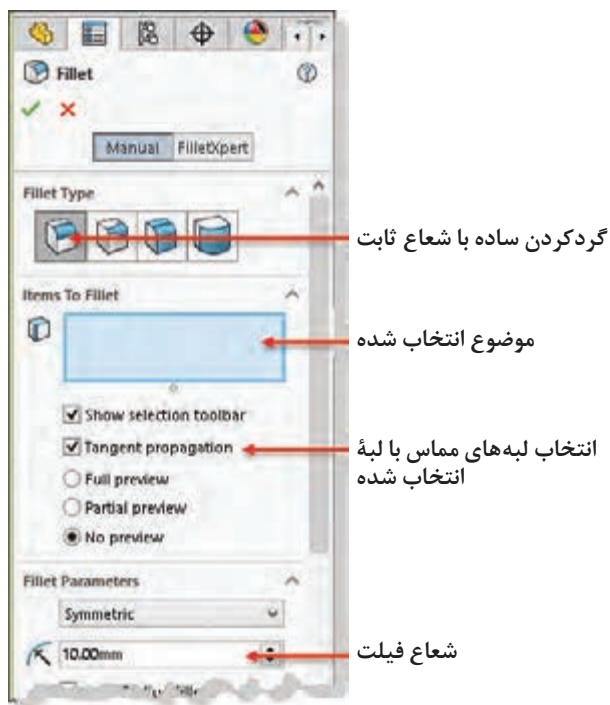 Fillet
Manual FilletXpert
Fillet Type
گردکردن ساده با شعاع ثابت
Items To Fillet
موضوع انتخاب شده
Show selection toolbar
Tangent propagation
انتخاب لبه‌های مماس با لبهٔ
انتخاب شده
Full preview
Partial preview
No preview
Fillet Parameters
Symmetric
10.00mm
شعاع فیلت